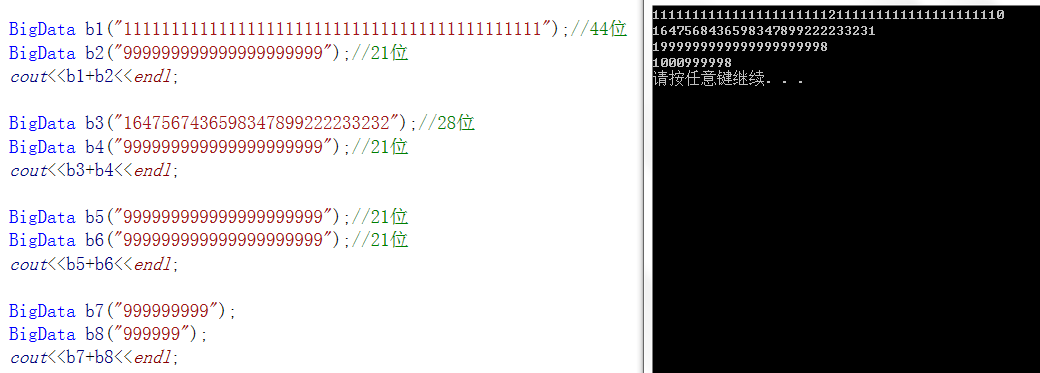 BigData b1("11111111111111111111111111111111111111111111");//44位
BigData b2("999999999999999999999");//21位
cout<<b1+b2<<endl;
BigData b3("1647567436598347899222233232");//28位
BigData b4("999999999999999999999");//21位
cout<<b3+b4<<endl;
BigData b5("999999999999999999999");//21位
BigData b6("999999999999999999999");//21位
cout<<b5+b6<<endl;
BigData b7("999999999");
BigData b8("999999");
cout<<b7+b8<<endl;
11111111111111111111112111111111111111111110
1647568436598347899222233231
1999999999999999999998
1000999998
请按任意键继续. . .